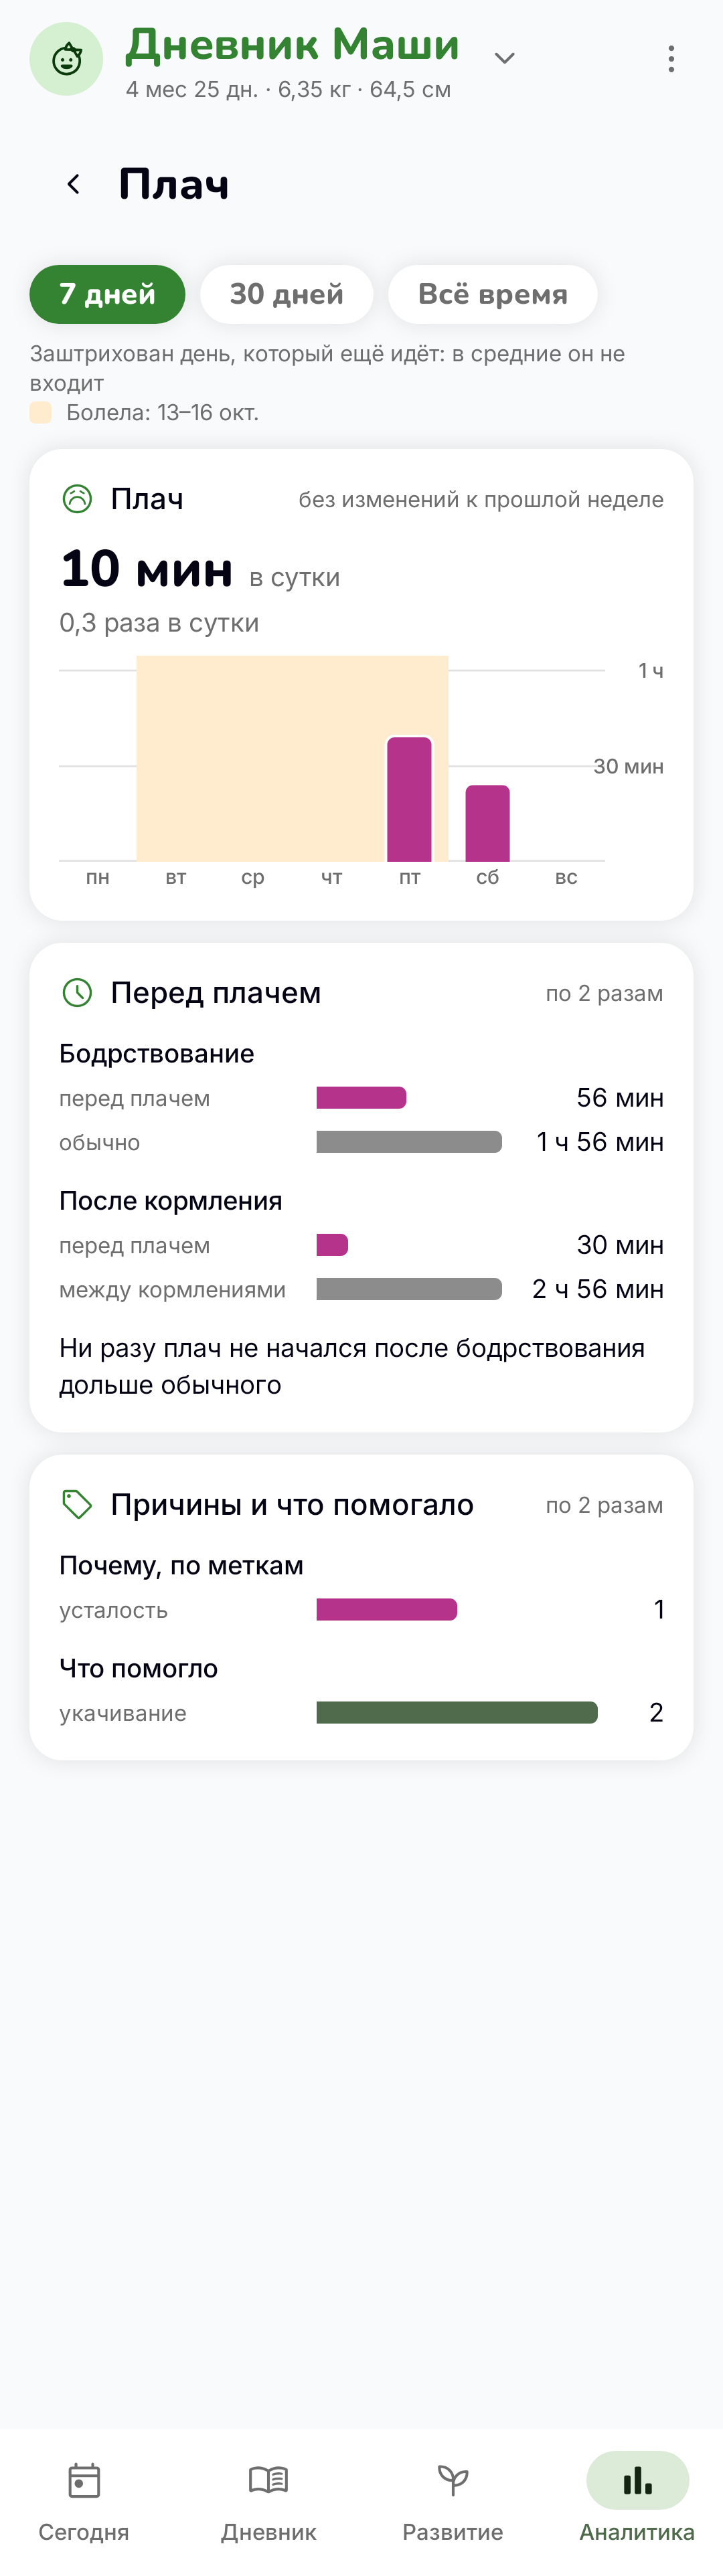 Дневник Маши
4 мес 25 дн. · 6,35 кг · 64,5 см
Плач
7 дней
30 дней
Всё время
Заштрихован день, который ещё идёт: в средние он не
входит
Болела: 13–16 окт.
Плач
без изменений к прошлой неделе
10 мин в сутки
0,3 раза в сутки
1 ч
30 мин
пн вт ср чт пт сб вс
Перед плачем
по 2 разам
Бодрствование
перед плачем 56 мин
обычно 1 ч 56 мин
После кормления
перед плачем 30 мин
между кормлениями 2 ч 56 мин
Ни разу плач не начался после бодрствования
дольше обычного
Причины и что помогало
по 2 разам
Почему, по меткам
усталость 1
Что помогло
укачивание 2
Сегодня
Дневник
Развитие
Аналитика